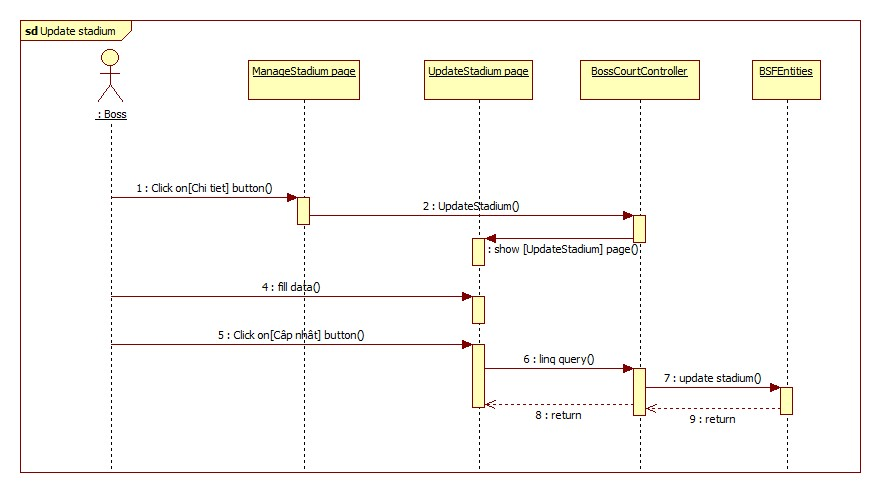 sd Update stadium
: Boss
ManageStadium page
UpdateStadium page
BossCourtController
BSFEntities
1 : Click on[Chi tiet] button()
2 : UpdateStadium()
: show [UpdateStadium] page()
4 : fill data()
5 : Click on[Câp nhât] button()
6 : linq query()
7 : update stadium()
8 : return
9 : return